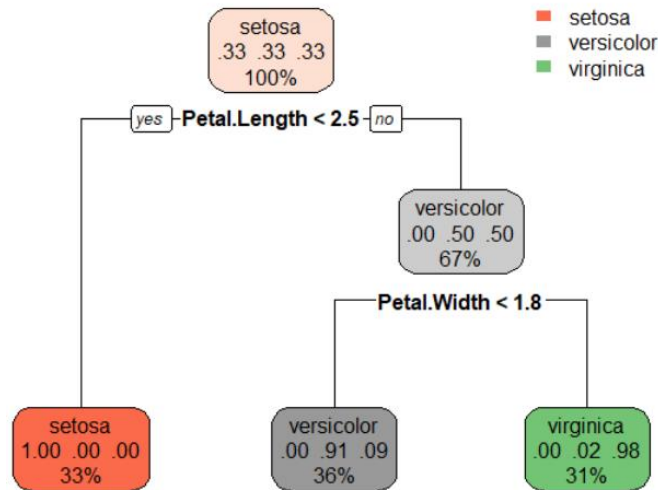 setosa
.33 .33 .33
100%
setosa
versicolor
virginica
yes Petal.Length < 2.5 no
versicolor
.00 .50 .50
67%
Petal.Width < 1.8
setosa
1.00 .00 .00
33%
versicolor
.00 .91 .09
36%
virginica
.00 .02 .98
31%